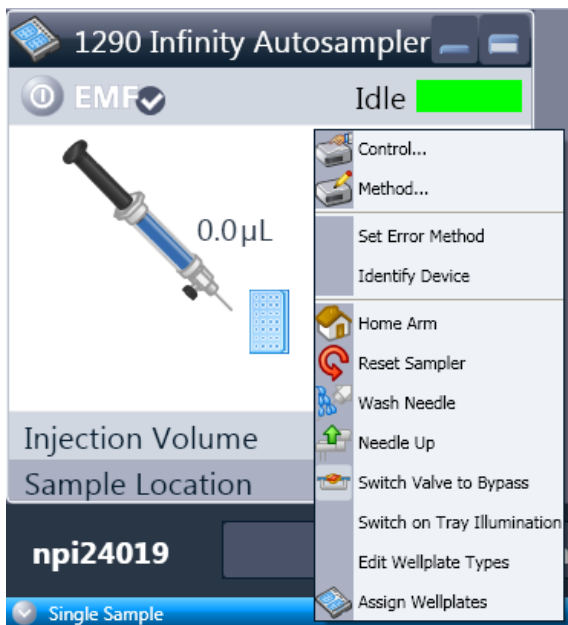 1290 Infinity Autosampler
EMF
Idle
Control...
Method...
0.0 µL
Set Error Method
Identify Device
Home Arm
Reset Sampler
Wash Needle
Injection Volume
Needle Up
Sample Location
Switch Valve to Bypass
Switch on Tray Illumination
npi24019
Edit Wellplate Types
Assign Wellplates
Single Sample